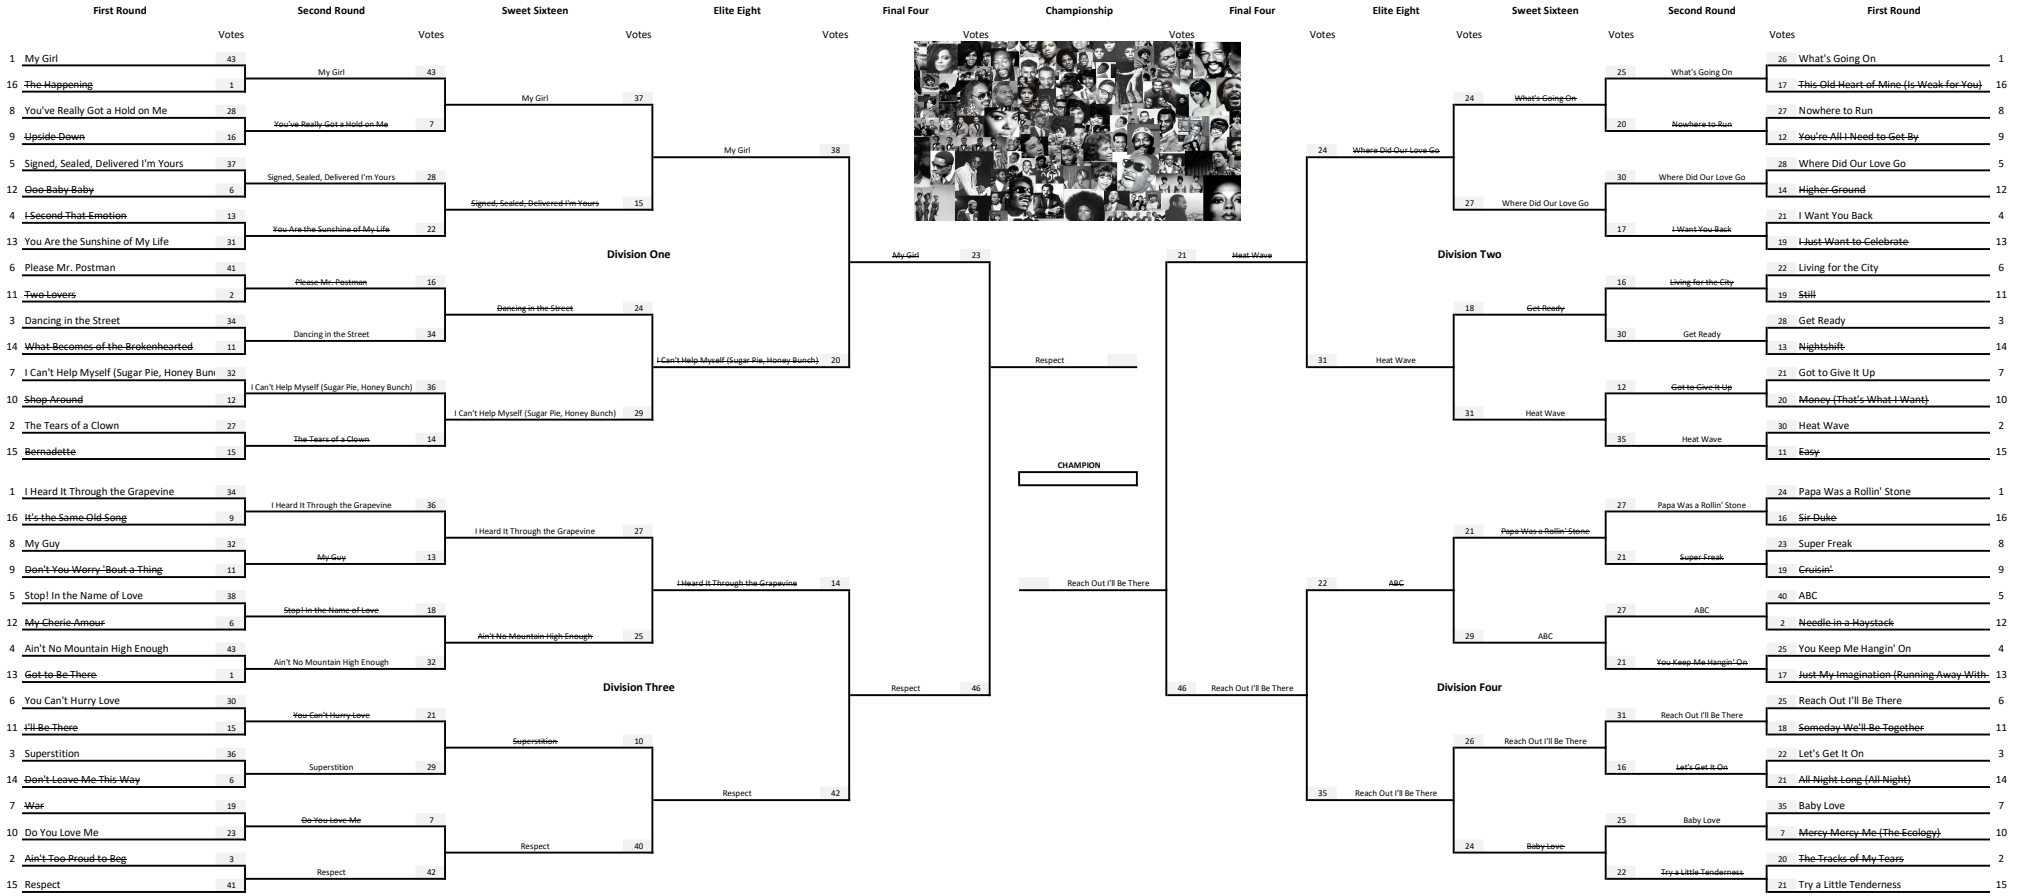 First Round Second Round Sweet Sixteen Elite Eight Final Four Championship Final Four Elite Eight Sweet Sixteen Second Round First Round
Votes Votes Votes Votes Votes Votes Votes Votes Votes Votes
1 My Girl 43
16 The Happening 1
8 You've Really Got a Hold on Me 28
9 Upside Down 16
5 Signed, Sealed, Delivered I'm Yours 37
12 Ooo Baby Baby 6
4 I Second That Emotion 13
13 You Are the Sunshine of My Life 31
6 Please Mr. Postman 41
11 Two Lovers 2
3 Dancing in the Street 34
14 What Becomes of the Brokenhearted 11
7 I Can't Help Myself (Sugar Pie, Honey Bun 32
10 Shop Around 12
2 The Tears of a Clown 27
15 Bernadette 15
My Girl 43
You've Really Got a Hold on Me 7
Signed, Sealed, Delivered I'm Yours 28
You Are the Sunshine of My Life 22
Please Mr. Postman 16
Dancing in the Street 34
I Can't Help Myself (Sugar Pie, Honey Bunch) 36
The Tears of a Clown 14
My Girl 37
Signed, Sealed, Delivered I'm Yours 15
Division One
Dancing in the Street 24
I Can't Help Myself (Sugar Pie, Honey Bunch) 29
My Girl 38
I Can't Help Myself (Sugar Pie, Honey Bunch) 20
My Girl 23
1 I Heard It Through the Grapevine 34
16 It's the Same Old Song 9
8 My Guy 32
9 Don't You Worry 'Bout a Thing 11
5 Stop! In the Name of Love 38
12 My Cherie Amour 6
4 Ain't No Mountain High Enough 43
13 Got to Be There 1
6 You Can't Hurry Love 30
11 I'll Be There 15
3 Superstition 36
14 Don't Leave Me This Way 6
7 War 19
10 Do You Love Me 23
2 Ain't Too Proud to Beg 3
15 Respect 41
I Heard It Through the Grapevine 36
My Guy 13
Stop! In the Name of Love 18
Ain't No Mountain High Enough 32
You Can't Hurry Love 21
Superstition 29
Do You Love Me 7
Respect 42
I Heard It Through the Grapevine 27
Ain't No Mountain High Enough 25
Division Three
Superstition 10
Respect 40
I Heard It Through the Grapevine 14
Respect 42
Respect 46
Respect
CHAMPION
Reach Out I'll Be There
21 Heat Wave
24 Where Did Our Love Go
31 Heat Wave
24 What's Going On
27 Where Did Our Love Go
Division Two
18 Get Ready
31 Heat Wave
25 What's Going On
20 Nowhere to Run
30 Where Did Our Love Go
17 I Want You Back
16 Living for the City
30 Get Ready
12 Got to Give It Up
35 Heat Wave
26 What's Going On 1
17 This Old Heart of Mine (Is Weak for You) 16
27 Nowhere to Run 8
12 You're All I Need to Get By 9
28 Where Did Our Love Go 5
14 Higher Ground 12
21 I Want You Back 4
19 I Just Want to Celebrate 13
22 Living for the City 6
19 Still 11
28 Get Ready 3
13 Nightshift 14
21 Got to Give It Up 7
20 Money (That's What I Want) 10
30 Heat Wave 2
11 Easy 15
46 Reach Out I'll Be There
22 ABC
35 Reach Out I'll Be There
21 Papa Was a Rollin' Stone
29 ABC
Division Four
26 Reach Out I'll Be There
24 Baby Love
27 Papa Was a Rollin' Stone
21 Super Freak
27 ABC
21 You Keep Me Hangin' On
31 Reach Out I'll Be There
16 Let's Get It On
25 Baby Love
22 Try a Little Tenderness
24 Papa Was a Rollin' Stone 1
16 Sir Duke 16
23 Super Freak 8
19 Cruisin' 9
40 ABC 5
2 Needle in a Haystack 12
25 You Keep Me Hangin' On 4
17 Just My Imagination (Running Away With 13
25 Reach Out I'll Be There 6
18 Someday We'll Be Together 11
22 Let's Get It On 3
21 All Night Long (All Night) 14
35 Baby Love 7
7 Mercy Mercy Me (The Ecology) 10
20 The Tracks of My Tears 2
21 Try a Little Tenderness 15